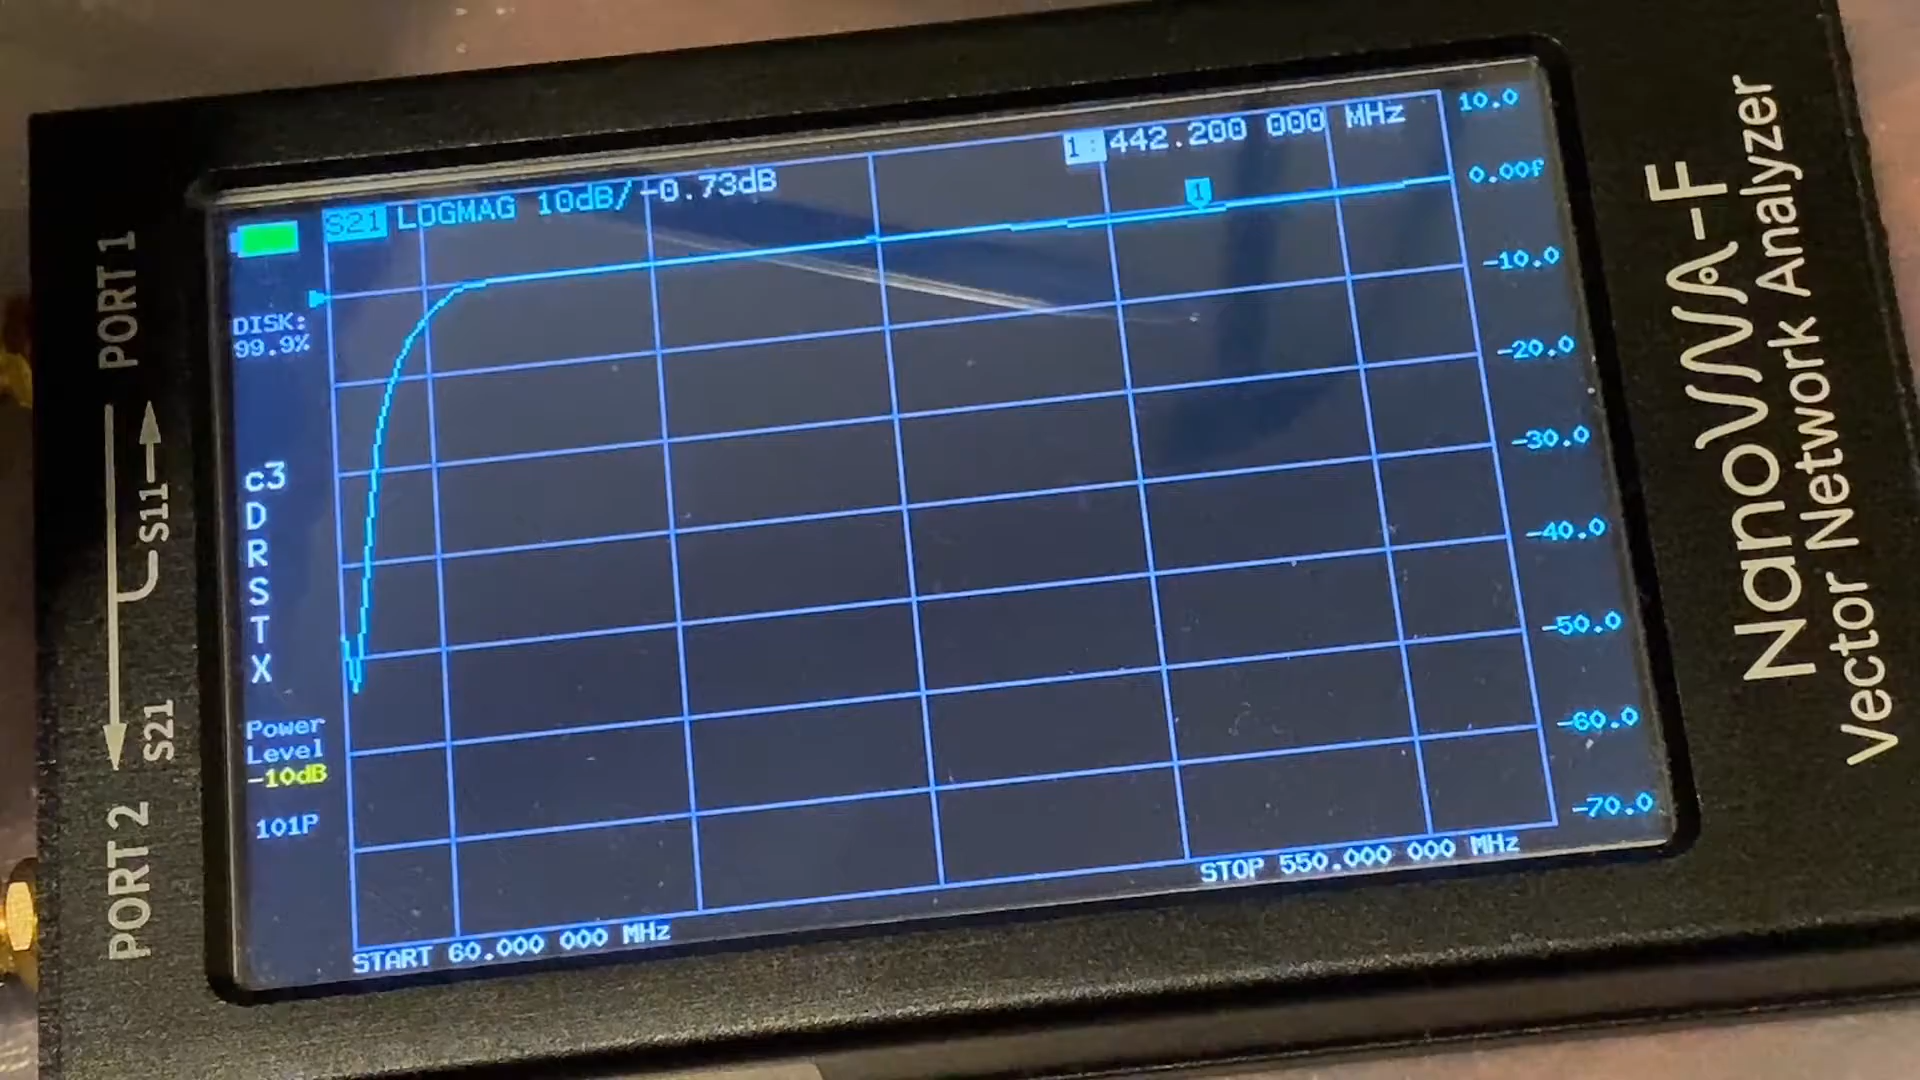 1: 442.200 000 MHz
S21 LOGMAG 10dB/ -0.73dB
10.0
0.00F
-10.0
-20.0
-30.0
-40.0
-50.0
-60.0
-70.0
1
DISK:
99.9%
c3
D
R
S
T
X
Power
Level
-10dB
101P
START 60.000 000 MHz
STOP 550.000 000 MHz
PORT 1
S11
S21
PORT 2
NanoVNA-F
Vector Network Analyzer